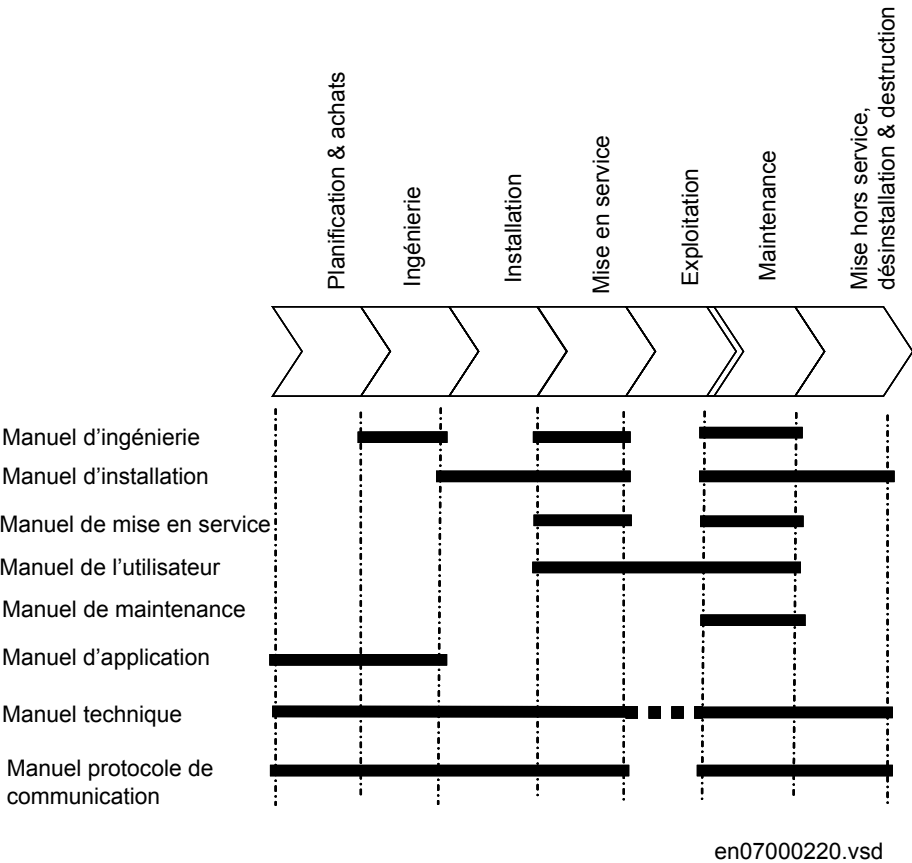 Planification & achats
Ingénierie
Installation
Mise en service
Exploitation
Maintenance
Mise hors service,
désinstallation & destruction
Manuel d’ingénierie
Manuel d’installation
Manuel de mise en service
Manuel de l’utilisateur
Manuel de maintenance
Manuel d’application
Manuel technique
Manuel protocole de
communication
en07000220.vsd